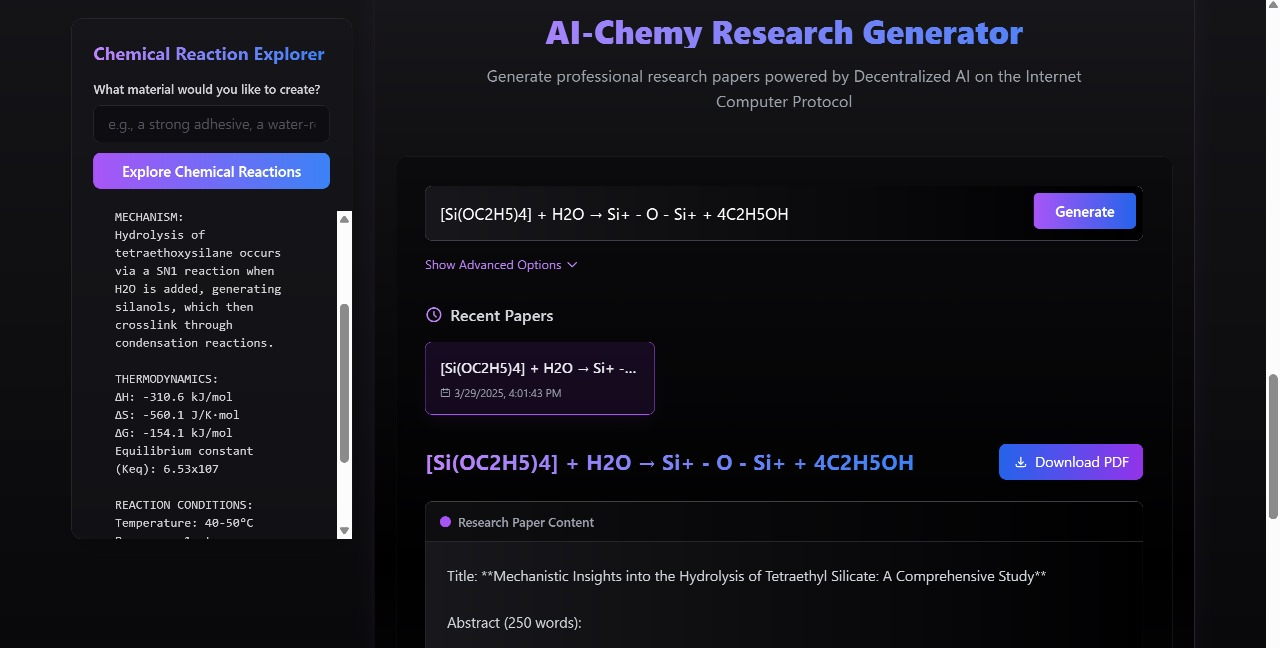 Chemical Reaction Explorer
What material would you like to create?
e.g., a strong adhesive, a water-r
Explore Chemical Reactions
MECHANISM:
Hydrolysis of
tetraethoxysilane occurs
via a SN1 reaction when
H2O is added, generating
silanols, which then
crosslink through
condensation reactions.
THERMODYNAMICS:
ΔH: -310.6 kJ/mol
ΔS: -560.1 J/K·mol
ΔG: -154.1 kJ/mol
Equilibrium constant
(Keq): 6.53x107
REACTION CONDITIONS:
Temperature: 40-50°C
AI-Chemy Research Generator
Generate professional research papers powered by Decentralized AI on the Internet
Computer Protocol
[Si(OC2H5)4] + H2O → Si+ - O - Si+ + 4C2H5OH
Generate
Show Advanced Options
Recent Papers
[Si(OC2H5)4] + H2O → Si+ -...
3/29/2025, 4:01:43 PM
[Si(OC2H5)4] + H2O → Si+ - O - Si+ + 4C2H5OH
Download PDF
Research Paper Content
Title: **Mechanistic Insights into the Hydrolysis of Tetraethyl Silicate: A Comprehensive Study**
Abstract (250 words):